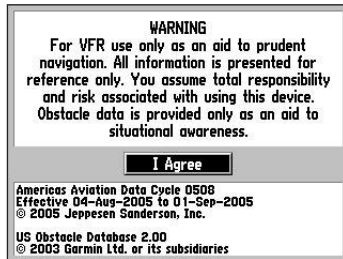 WARNING
For VFR use only as an aid to prudent
navigation. All information is presented for
reference only. You assume total responsibility
and risk associated with using this device.
Obstacle data is provided only as an aid to
situational awareness.
I Agree
Americas Aviation Data Cycle 0508
Effective 04-Aug-2005 to 01-Sep-2005
© 2005 Jeppesen Sanderson, Inc.
US Obstacle Database 2.00
© 2003 Garmin Ltd. or its subsidiaries